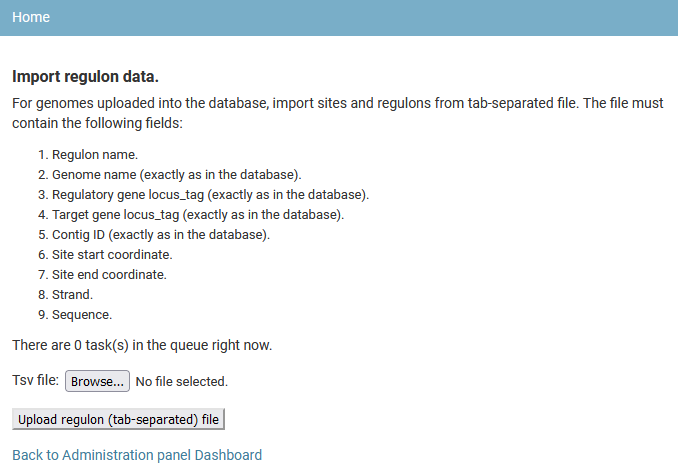 Home
Import regulon data.
For genomes uploaded into the database, import sites and regulons from tab-separated file. The file must
contain the following fields:
1. Regulon name.
2. Genome name (exactly as in the database).
3. Regulatory gene locus_tag (exactly as in the database).
4. Target gene locus_tag (exactly as in the database).
5. Contig ID (exactly as in the database).
6. Site start coordinate.
7. Site end coordinate.
8. Strand.
9. Sequence.
There are 0 task(s) in the queue right now.
Tsv file: Browse... No file selected.
Upload regulon (tab-separated) file
Back to Administration panel Dashboard